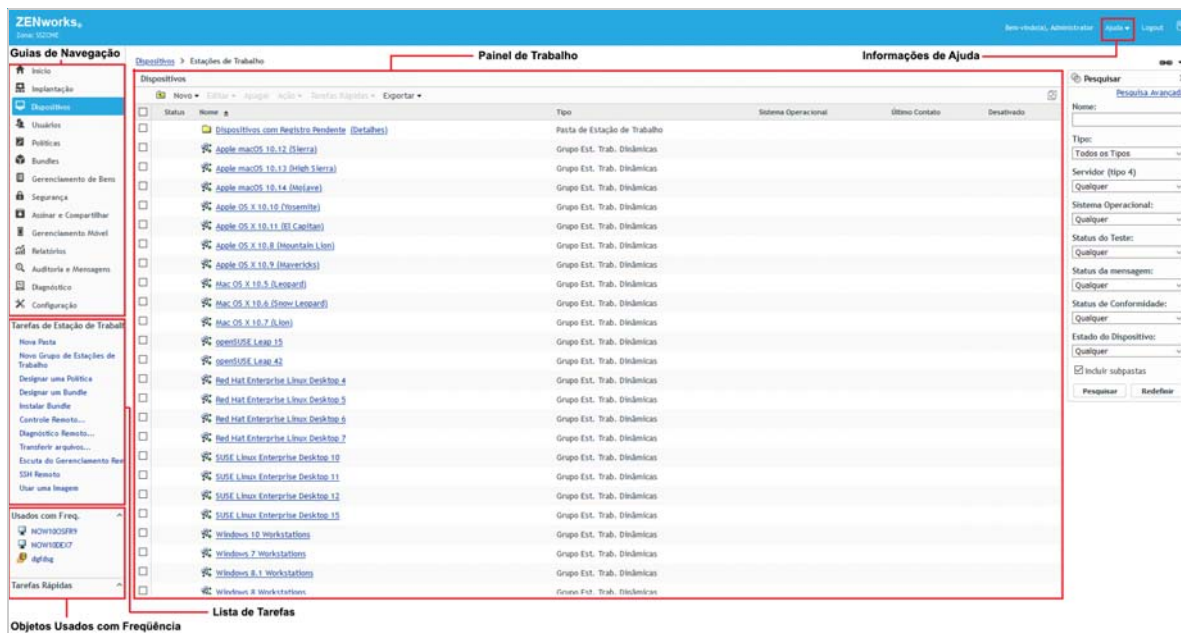 ZENworks.
Bem-vindo(a), Administrator
Ajuda
Logout
Guias de Navegação
Painel de Trabalho
Informações de Ajuda
Início
Implantação
Dispositivos
Usuários
Políticas
Bundles
Gerenciamento de Bens
Segurança
Assinar e Compartilhar
Gerenciamento Móvel
Relatórios
Auditoria e Mensagens
Diagnóstico
Configuração
Tarefas de Estação de Trabalh
Nova Pasta
Novo Grupo de Estações de
Trabalho
Designar uma Política
Designar um Bundle
Instalar Bundle
Controle Remoto...
Diagnóstico Remoto...
Transferir arquivos...
Escuta do Gerenciamento Rem
SSH Remoto
Usar uma Imagem
Usados com Freq.
Tarefas Rápidas
Objetos Usados com Freqüência
Lista de Tarefas
Dispositivos > Estações de Trabalho
Dispositivos
Novo Editar Apagar Ação Tarefas Rápidas Exportar
Status Nome Tipo Sistema Operacional Último Contato Desativado
Dispositivos com Registro Pendente (Detalhes) Pasta de Estação de Trabalho
Apple macOS 10.12 (Sierra) Grupo Est. Trab. Dinâmicas
Apple macOS 10.13 (High Sierra) Grupo Est. Trab. Dinâmicas
Apple macOS 10.14 (Mojave) Grupo Est. Trab. Dinâmicas
Apple OS X 10.10 (Yosemite) Grupo Est. Trab. Dinâmicas
Apple OS X 10.11 (El Capitan) Grupo Est. Trab. Dinâmicas
Apple OS X 10.8 (Mountain Lion) Grupo Est. Trab. Dinâmicas
Apple OS X 10.9 (Mavericks) Grupo Est. Trab. Dinâmicas
Mac OS X 10.5 (Leopard) Grupo Est. Trab. Dinâmicas
Mac OS X 10.6 (Snow Leopard) Grupo Est. Trab. Dinâmicas
Mac OS X 10.7 (Lion) Grupo Est. Trab. Dinâmicas
openSUSE Leap 15 Grupo Est. Trab. Dinâmicas
openSUSE Leap 42 Grupo Est. Trab. Dinâmicas
Red Hat Enterprise Linux Desktop 4 Grupo Est. Trab. Dinâmicas
Red Hat Enterprise Linux Desktop 5 Grupo Est. Trab. Dinâmicas
Red Hat Enterprise Linux Desktop 6 Grupo Est. Trab. Dinâmicas
Red Hat Enterprise Linux Desktop 7 Grupo Est. Trab. Dinâmicas
SUSE Linux Enterprise Desktop 10 Grupo Est. Trab. Dinâmicas
SUSE Linux Enterprise Desktop 11 Grupo Est. Trab. Dinâmicas
SUSE Linux Enterprise Desktop 12 Grupo Est. Trab. Dinâmicas
SUSE Linux Enterprise Desktop 15 Grupo Est. Trab. Dinâmicas
Windows 10 Workstations Grupo Est. Trab. Dinâmicas
Windows 7 Workstations Grupo Est. Trab. Dinâmicas
Windows 8.1 Workstations Grupo Est. Trab. Dinâmicas
Windows 8 Workstations Grupo Est. Trab. Dinâmicas
Pesquisar
Pesquisa Avançada
Nome:
Tipo:
Todos os Tipos
Servidor (tipo 4)
Qualquer
Sistema Operacional:
Qualquer
Status do Teste:
Qualquer
Status da mensagem:
Qualquer
Status de Conformidade:
Qualquer
Estado do Dispositivo:
Qualquer
Incluir subpastas
Pesquisar Redefinir